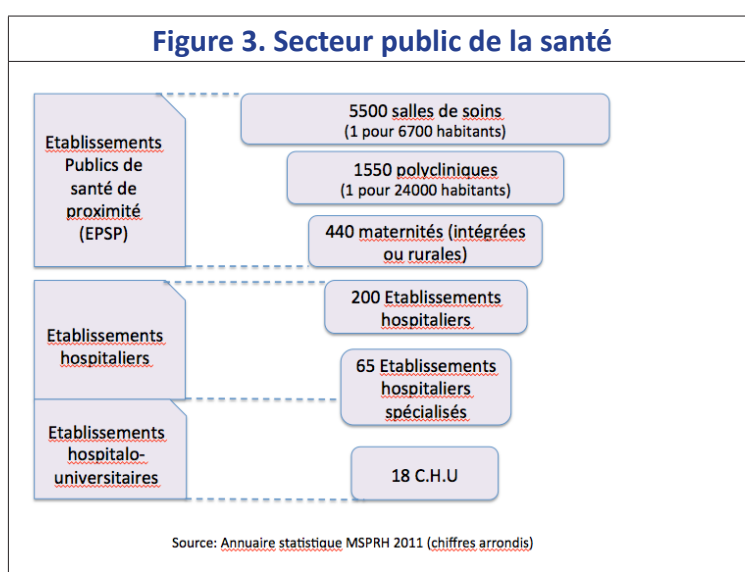 Figure 3. Secteur public de la santé
Etablissements
Publics de
santé de
proximité
(EPSP)
5500 salles de soins
(1 pour 6700 habitants)
1550 polycliniques
(1 pour 24000 habitants)
440 maternités (intégrées
ou rurales)
Etablissements
hospitaliers
200 Etablissements
hospitaliers
65 Etablissements
hospitaliers
spécialisés
Etablissements
hospitalo-
universitaires
18 C.H.U
Source: Annuaire statistique MSPRH 2011 (chiffres arrondis)